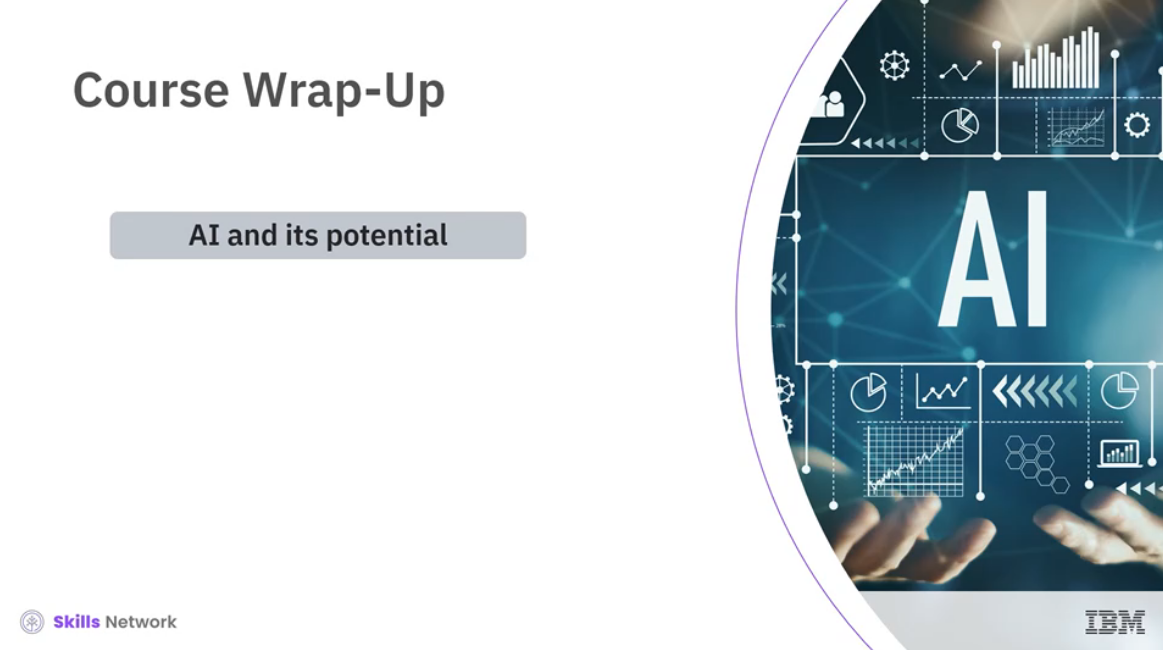 Course Wrap-Up
AI and its potential
AI
Skills Network
IBM